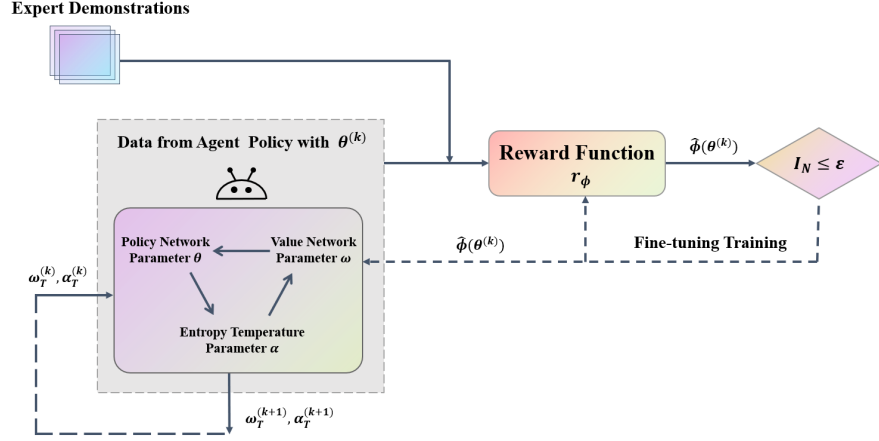 Expert Demonstrations
Data from Agent Policy with θ^(k)
Reward Function
r_ϕ
ϕ̂(θ^(k))
I_N ≤ ε
Policy Network
Parameter θ
Value Network
Parameter ω
ϕ̂(θ^(k))
Fine-tuning Training
ω_T^(k), α_T^(k)
Entropy Temperature
Parameter α
ω_T^(k+1), α_T^(k+1)